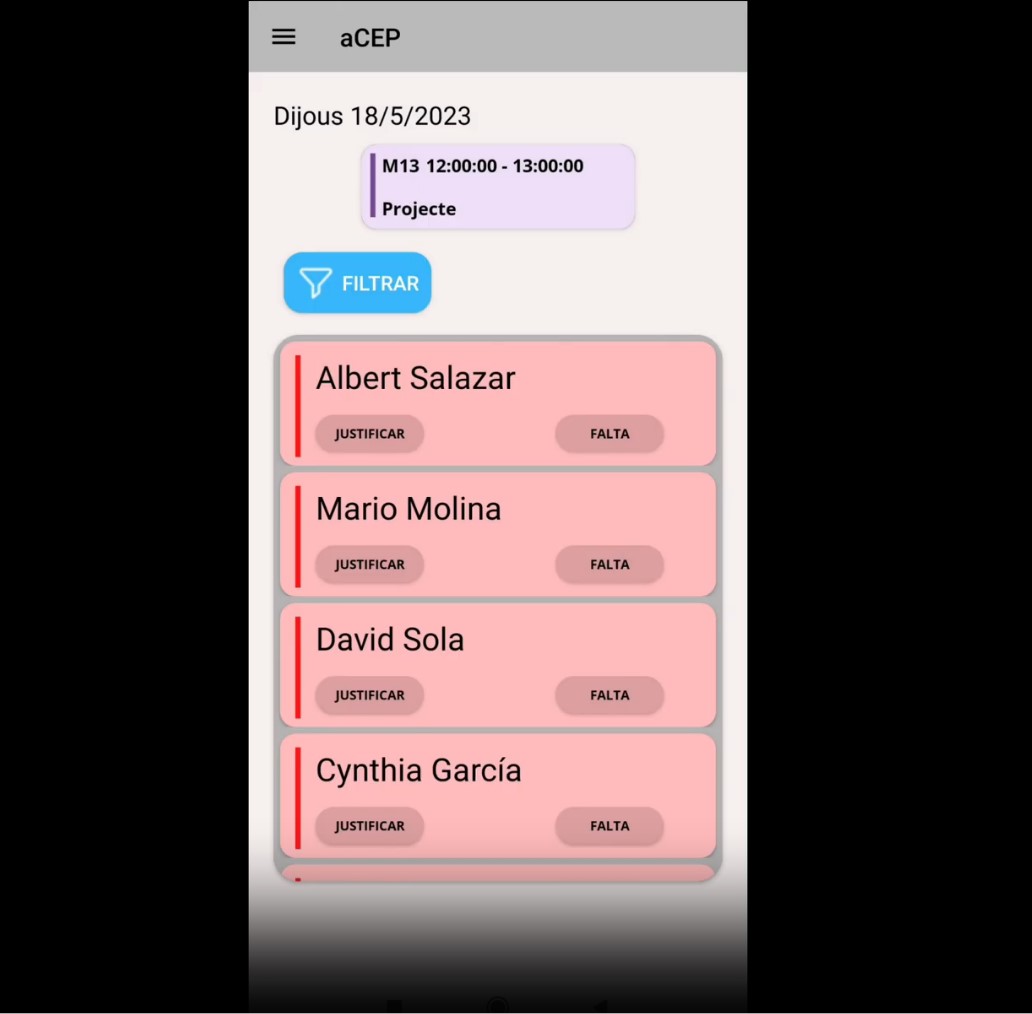 aCEP
Dijous 18/5/2023
M13 12:00:00 - 13:00:00
Projecte
FILTRAR
Albert Salazar
JUSTIFICAR FALTA
Mario Molina
JUSTIFICAR FALTA
David Sola
JUSTIFICAR FALTA
Cynthia García
JUSTIFICAR FALTA